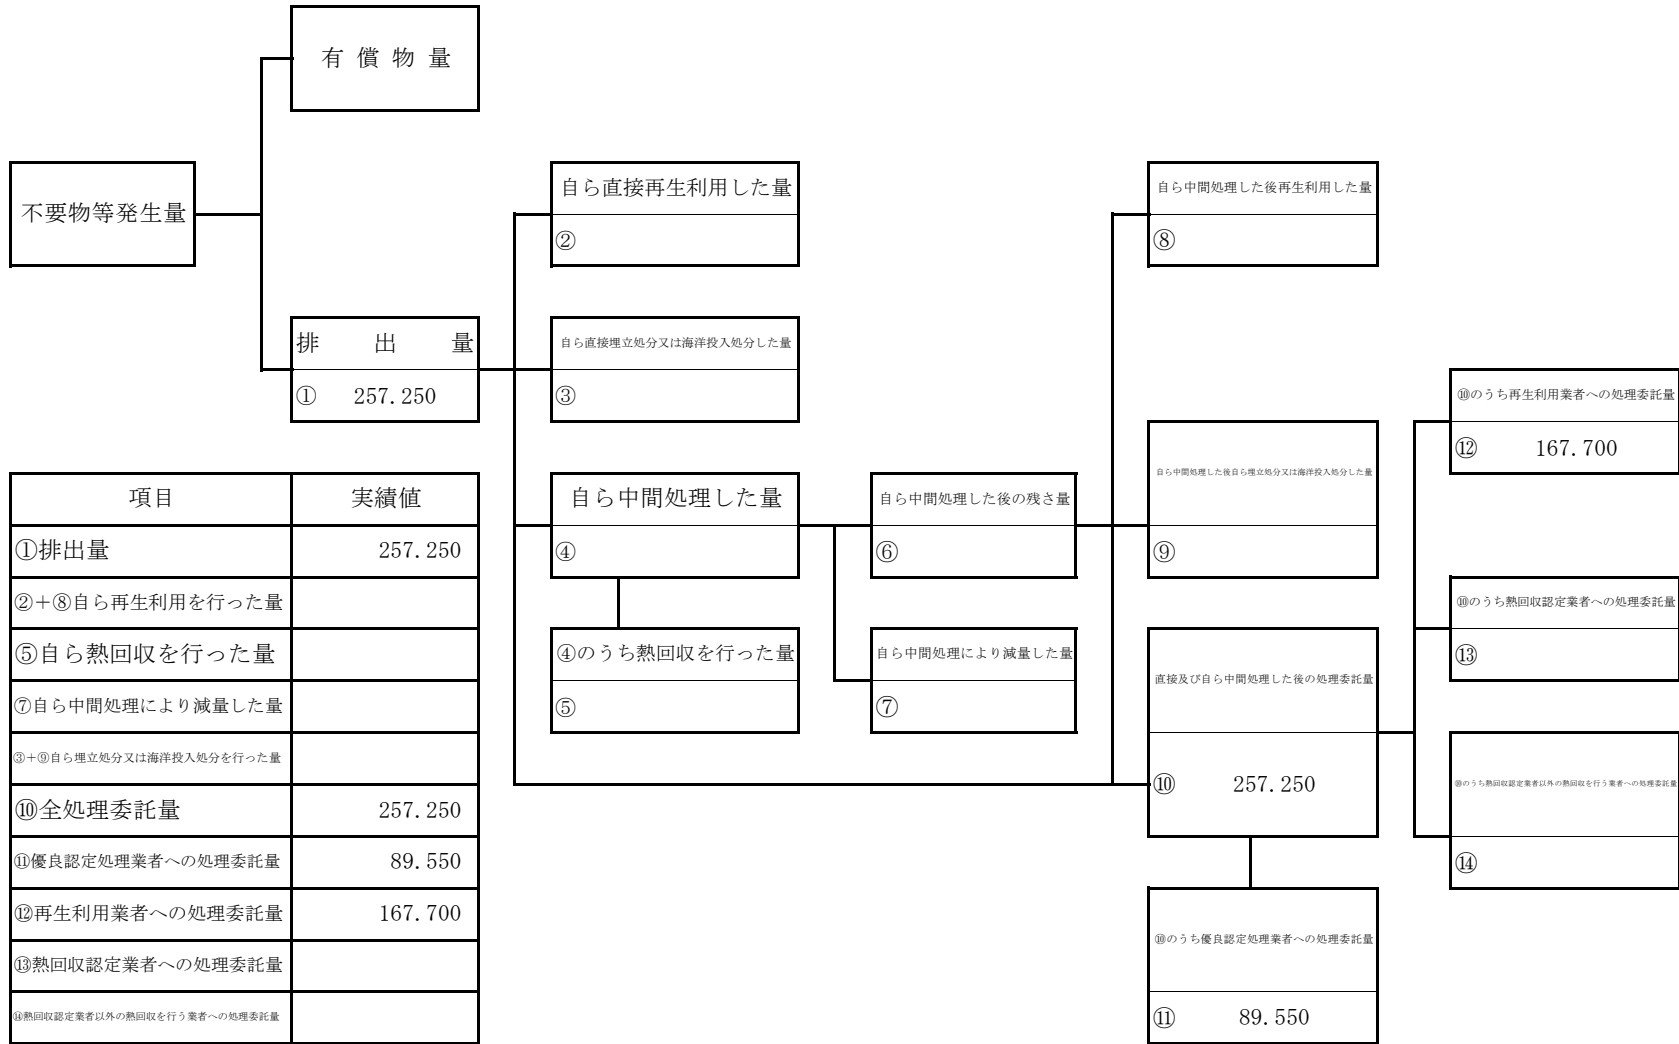 有 償 物 量
不要物等発生量
自ら直接再生利用した量
②
自ら中間処理した後再生利用した量
⑧
排 出 量
① 257.250
自ら直接埋立処分又は海洋投入処分した量
③
⑩のうち再生利用業者への処理委託量
⑫ 167.700
自ら中間処理した量
④
自ら中間処理した後の残さ量
⑥
自ら中間処理した後自ら埋立処分又は海洋投入処分した量
⑨
④のうち熱回収を行った量
⑤
自ら中間処理により減量した量
⑦
直接及び自ら中間処理した後の処理委託量
⑩ 257.250
⑩のうち熱回収認定業者への処理委託量
⑬
⑩のうち熱回収認定業者以外の熱回収を行う業者への処理委託量
⑭
⑩のうち優良認定処理業者への処理委託量
⑪ 89.550
項目 実績値
①排出量 257.250
②＋⑧自ら再生利用を行った量
⑤自ら熱回収を行った量
⑦自ら中間処理により減量した量
③＋⑨自ら埋立処分又は海洋投入処分を行った量
⑩全処理委託量 257.250
⑪優良認定処理業者への処理委託量 89.550
⑫再生利用業者への処理委託量 167.700
⑬熱回収認定業者への処理委託量
⑭熱回収認定業者以外の熱回収を行う業者への処理委託量